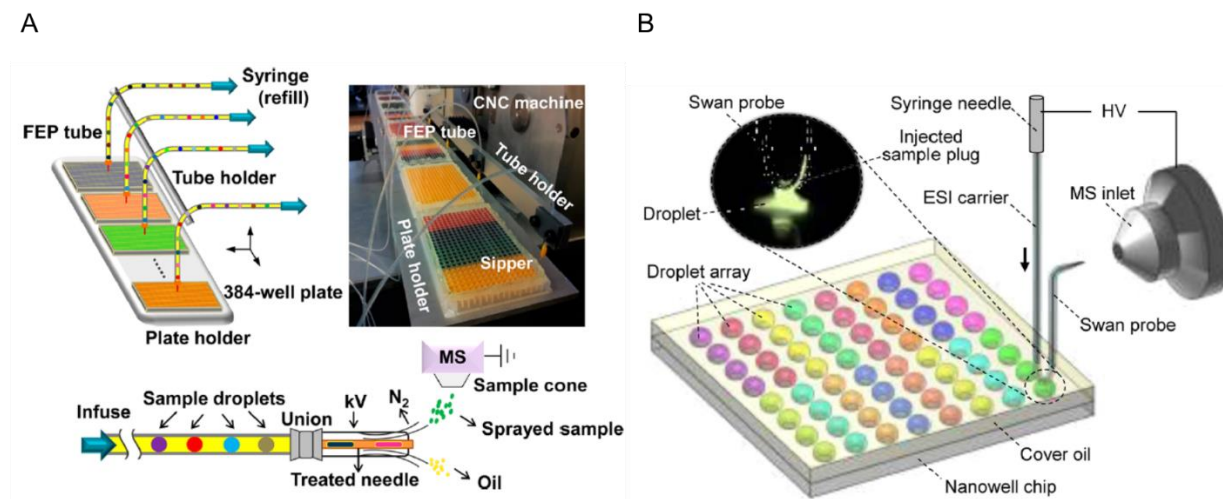 A
Syringe
(refill)
FEP tube
Tube holder
384-well plate
Plate holder
CNC machine
FEP tube
Tube holder
Plate holder
Sipper
MS
Sample cone
Sample droplets
kV
N2
Infuse
Union
Sprayed sample
Treated needle
Oil
B
Swan probe
Syringe needle
HV
Injected
sample plug
ESI carrier
MS inlet
Droplet
Droplet array
Swan probe
Cover oil
Nanowell chip